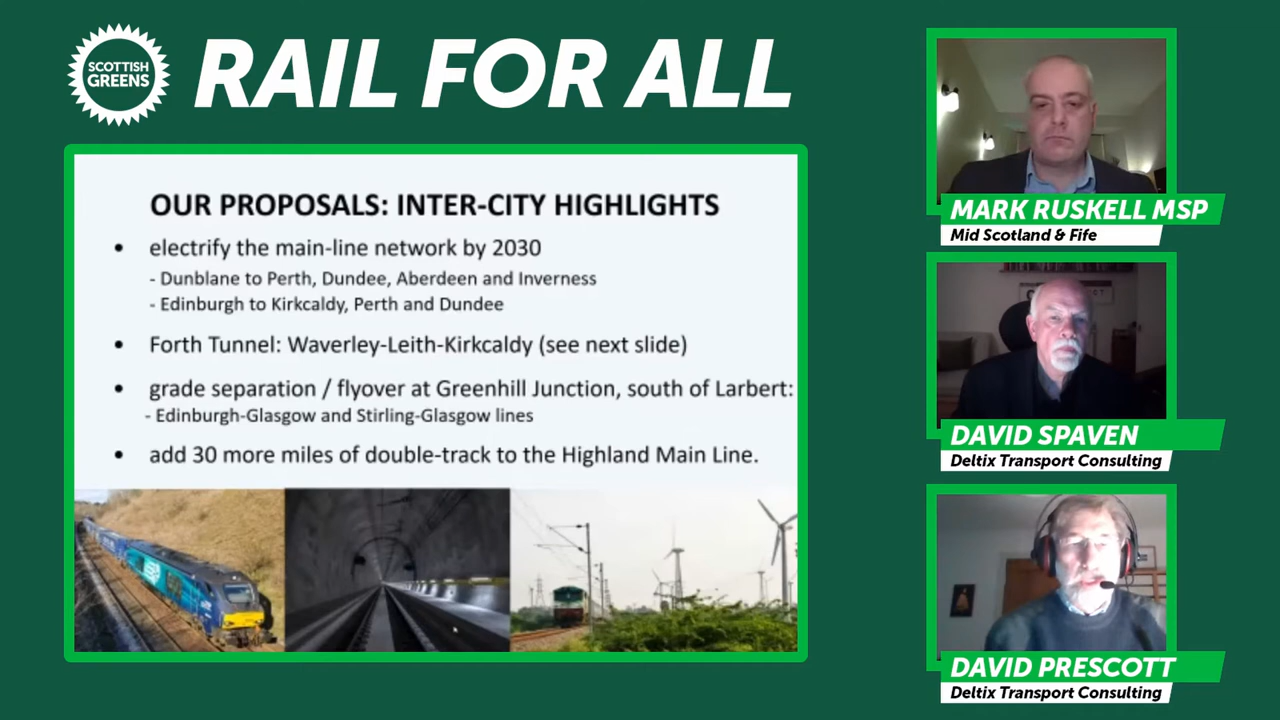 SCOTTISH
GREENS
RAIL FOR ALL
OUR PROPOSALS: INTER-CITY HIGHLIGHTS
• electrify the main-line network by 2030
- Dunblane to Perth, Dundee, Aberdeen and Inverness
- Edinburgh to Kirkcaldy, Perth and Dundee
• Forth Tunnel: Waverley-Leith-Kirkcaldy (see next slide)
• grade separation / flyover at Greenhill Junction, south of Larbert:
- Edinburgh-Glasgow and Stirling-Glasgow lines
• add 30 more miles of double-track to the Highland Main Line.
MARK RUSKELL MSP
Mid Scotland & Fife
DAVID SPAVEN
Deltix Transport Consulting
DAVID PRESCOTT
Deltix Transport Consulting